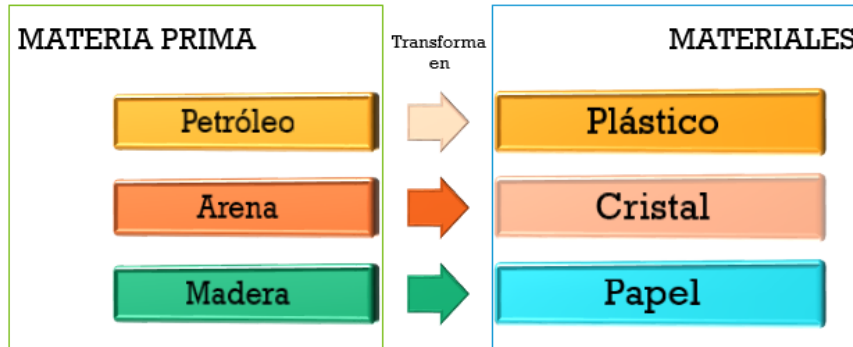 MATERIA PRIMA
Transforma
en
MATERIALES
Petróleo
Plástico
Arena
Cristal
Madera
Papel